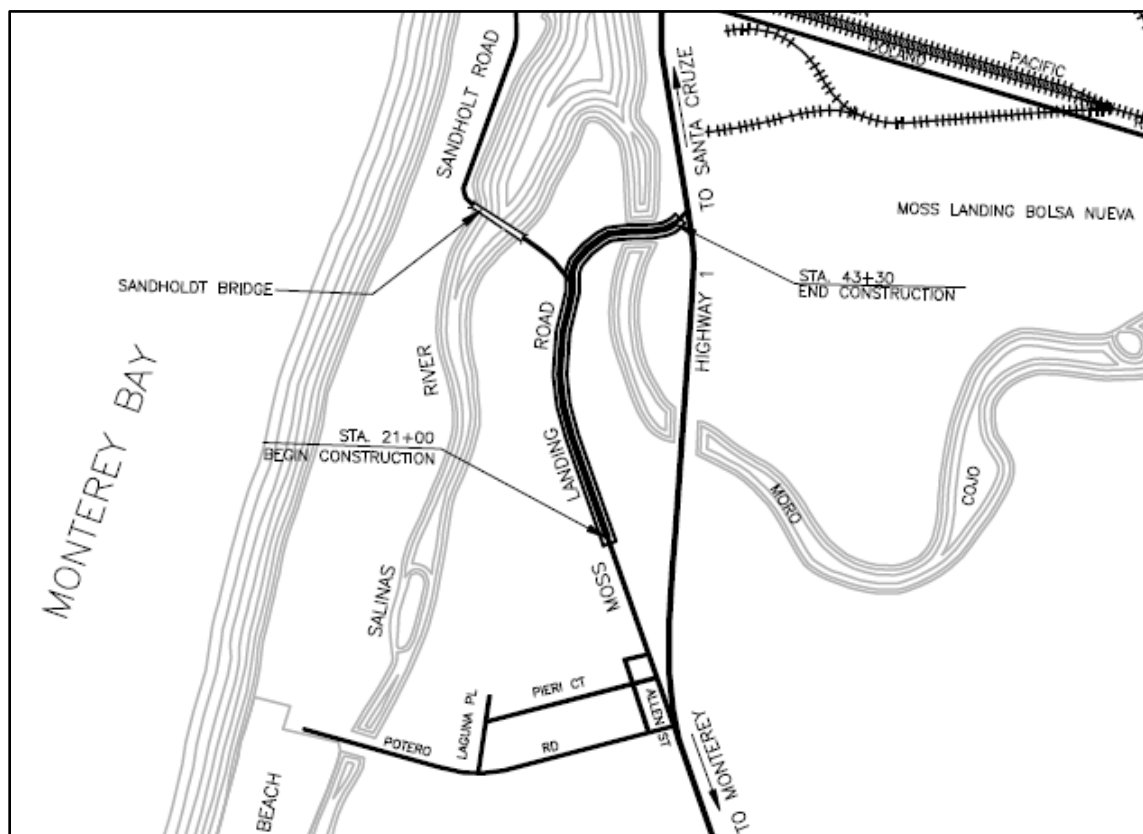 PACIFIC
SANDHOLT ROAD
TO SANTA CRUZE
MOSS LANDING BOLSA NUEVA
SANDHOLDT BRIDGE
STA. 43+30
END CONSTRUCTION
HIGHWAY 1
ROAD
RIVER
MONTEREY BAY
STA. 21+00
BEGIN CONSTRUCTION
LANDING
MORO
COJO
MOSS
SALINAS
PIERI CT
LAGUNA PL
ALLEN ST
POTERO
RD
TO MONTEREY
BEACH